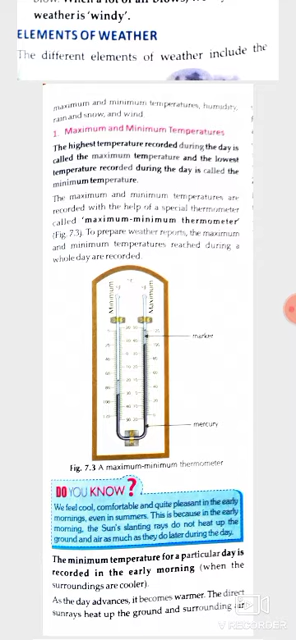 weather is 'windy'.
ELEMENTS OF WEATHER
The different elements of weather include the
maximum and minimum temperatures, humidity,
rain and snow, and wind.
1. Maximum and Minimum Temperatures
The highest temperature recorded during the day is
called the maximum temperature and the lowest
temperature recorded during the day is called the
minimum temperature.
The maximum and minimum temperatures are
recorded with the help of a special thermometer
called 'maximum-minimum thermometer'
(Fig. 7.3). To prepare weather reports, the maximum
and minimum temperatures reached during a
whole day are recorded.
Minimum
Maximum
marker
mercury
Fig. 7.3 A maximum-minimum thermometer
DO YOU KNOW ?
We feel cool, comfortable and quite pleasant in the early
mornings, even in summers. This is because in the early
morning, the Sun's slanting rays do not heat up the
ground and air as much as they do later during the day.
The minimum temperature for a particular day is
recorded in the early morning (when the
surroundings are cooler).
As the day advances, it becomes warmer. The direct
sunrays heat up the ground and surrounding air
RECORDER